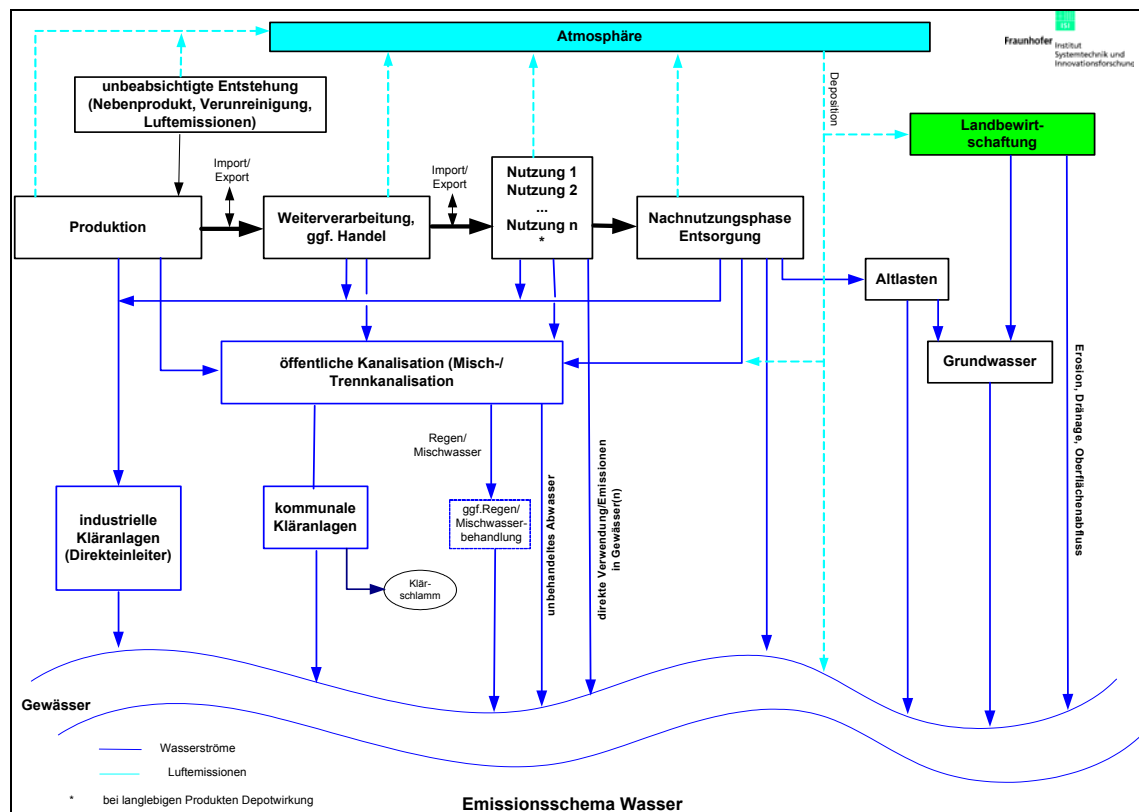 Atmosphäre
ISI
Fraunhofer
Institut
Systemtechnik und
Innovationsforschung
unbeabsichtigte Entstehung
(Nebenprodukt, Verunreinigung,
Luftemissionen)
Deposition
Landbewirt-
schaftung
Import/
Export
Import/
Export
Produktion
Weiterverarbeitung,
ggf. Handel
Nutzung 1
Nutzung 2
...
Nutzung n
*
Nachnutzungsphase
Entsorgung
Altlasten
Grundwasser
öffentliche Kanalisation (Misch-/
Trennkanalisation
Regen/
Mischwasser
unbehandeltes Abwasser
direkte Verwendung/Emissionen
in Gewässer(n)
Erosion, Dränage, Oberflächenabfluss
industrielle
Kläranlagen
(Direkteinleiter)
kommunale
Kläranlagen
ggf.Regen/
Mischwasser-
behandlung
Klär-
schlamm
Gewässer
Wasserströme
Luftemissionen
* bei langlebigen Produkten Depotwirkung
Emissionsschema Wasser